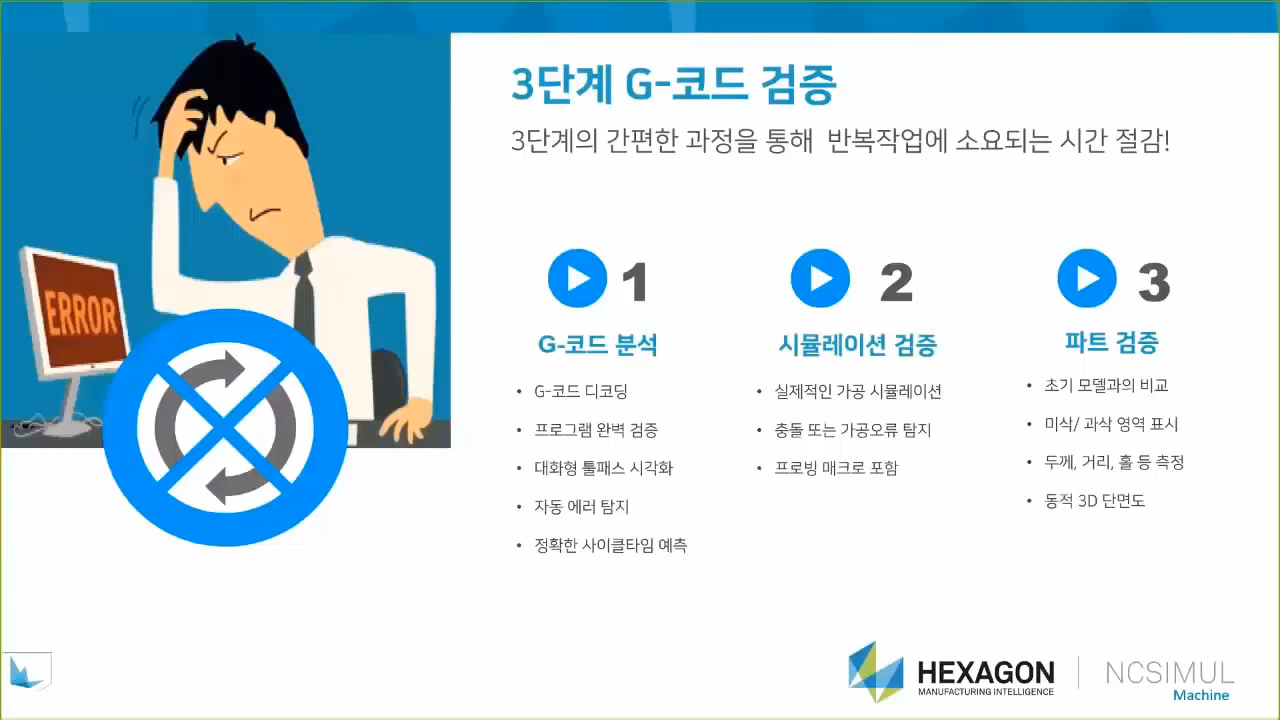 3단계 G-코드 검증
3단계의 간편한 과정을 통해 반복작업에 소요되는 시간 절감!
ERROR
1
G-코드 분석
• G-코드 디코딩
• 프로그램 완벽 검증
• 대화형 툴패스 시각화
• 자동 에러 탐지
• 정확한 사이클타임 예측
2
시뮬레이션 검증
• 실제적인 가공 시뮬레이션
• 충돌 또는 가공오류 탐지
• 프로빙 매크로 포함
3
파트 검증
• 초기 모델과의 비교
• 미삭/ 과삭 영역 표시
• 두께, 거리, 홀 등 측정
• 동적 3D 단면도
HEXAGON
MANUFACTURING INTELLIGENCE
NCSIMUL
Machine